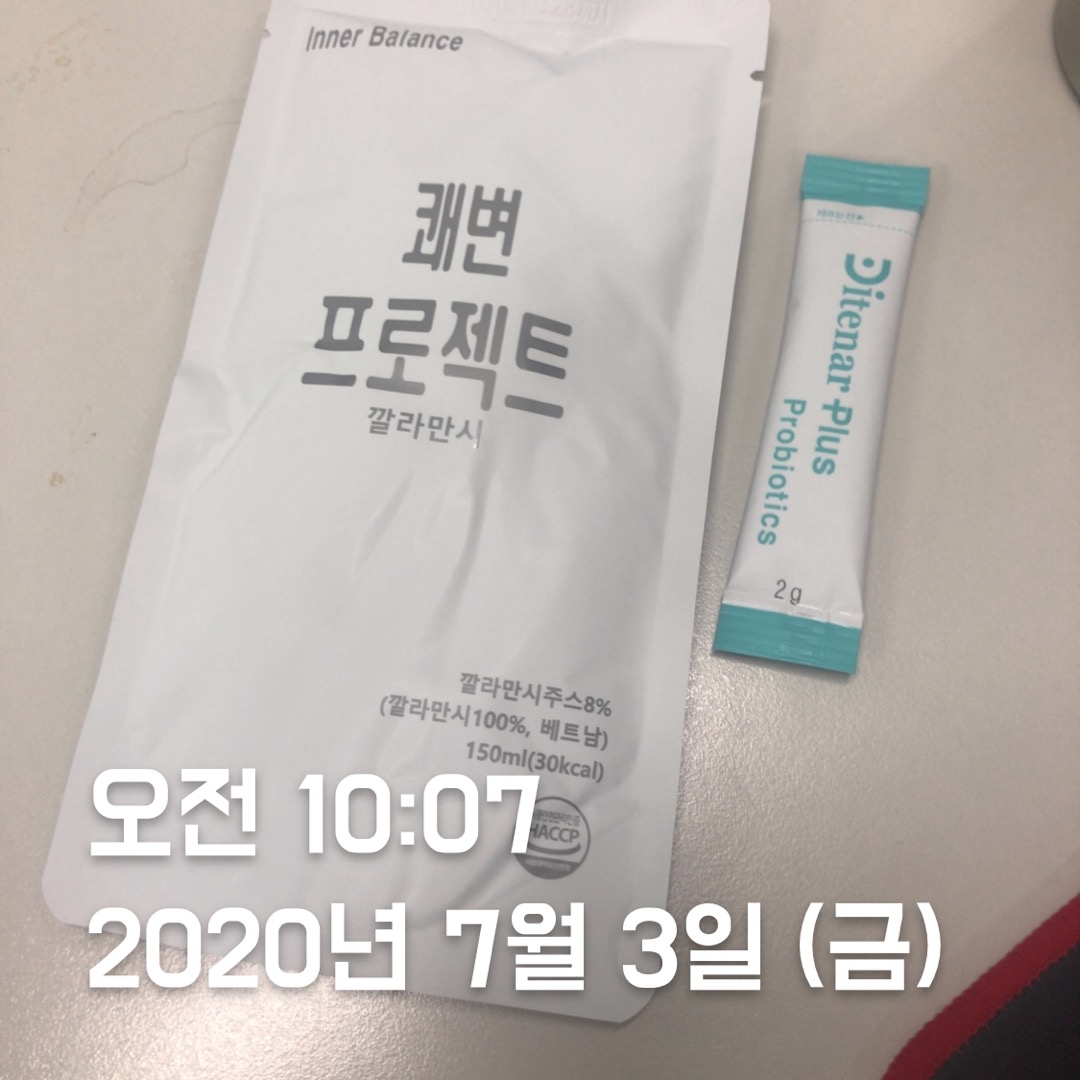 Inner Balance
쾌변
프로젝트
깔라만시
깔라만시주스8%
(깔라만시100%, 베트남)
150ml(30kcal)
HACCP
Ditenar Plus
Probiotics
2g
오전 10:07
2020년 7월 3일 (금)